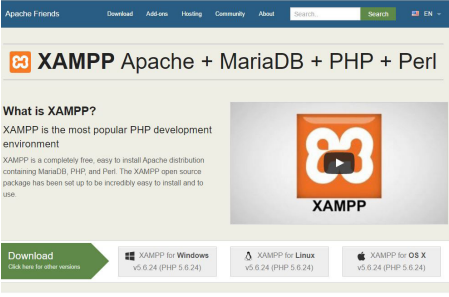 Apache Friends Download Add-ons Hosting Community About Search... Search EN
XAMPP Apache + MariaDB + PHP + Perl
What is XAMPP?
XAMPP is the most popular PHP development
environment
XAMPP is a completely free, easy to install Apache distribution
containing MariaDB, PHP, and Perl. The XAMPP open source
package has been set up to be incredibly easy to install and to
use.
XAMPP
Download
Click here for other versions
XAMPP for Windows
v5.6.24 (PHP 5.6.24)
XAMPP for Linux
v5.6.24 (PHP 5.6.24)
XAMPP for OS X
v5.6.24 (PHP 5.6.24)